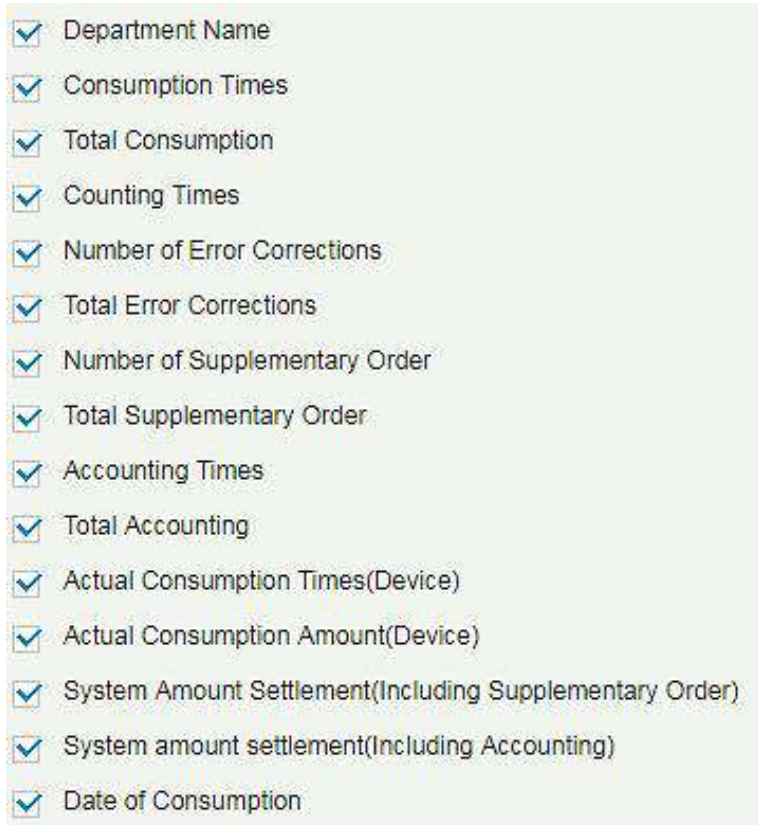 Department Name
Consumption Times
Total Consumption
Counting Times
Number of Error Corrections
Total Error Corrections
Number of Supplementary Order
Total Supplementary Order
Accounting Times
Total Accounting
Actual Consumption Times(Device)
Actual Consumption Amount(Device)
System Amount Settlement(Including Supplementary Order)
System amount settlement(Including Accounting)
Date of Consumption